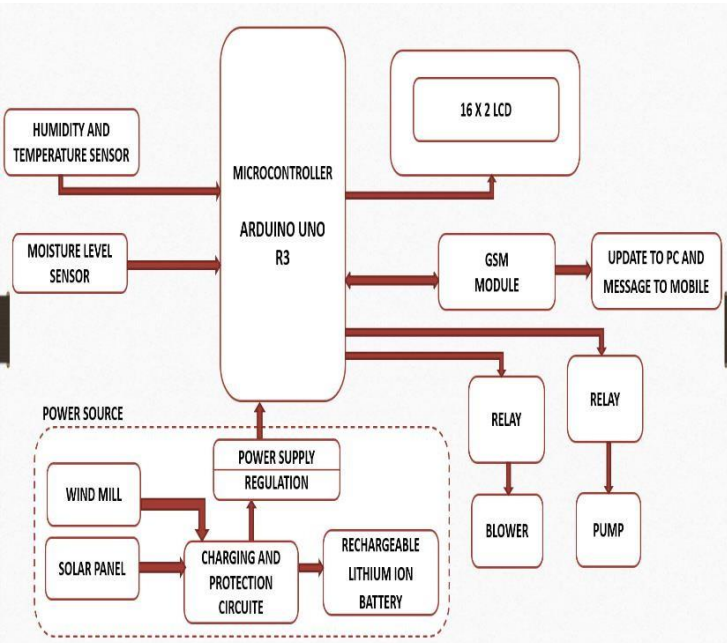 16 X 2 LCD
HUMIDITY AND
TEMPERATURE SENSOR
MICROCONTROLLER
ARDUINO UNO
R3
MOISTURE LEVEL
SENSOR
GSM
MODULE
UPDATE TO PC AND
MESSAGE TO MOBILE
RELAY
RELAY
BLOWER
PUMP
POWER SOURCE
POWER SUPPLY
REGULATION
WIND MILL
SOLAR PANEL
CHARGING AND
PROTECTION
CIRCUITE
RECHARGEABLE
LITHIUM ION
BATTERY